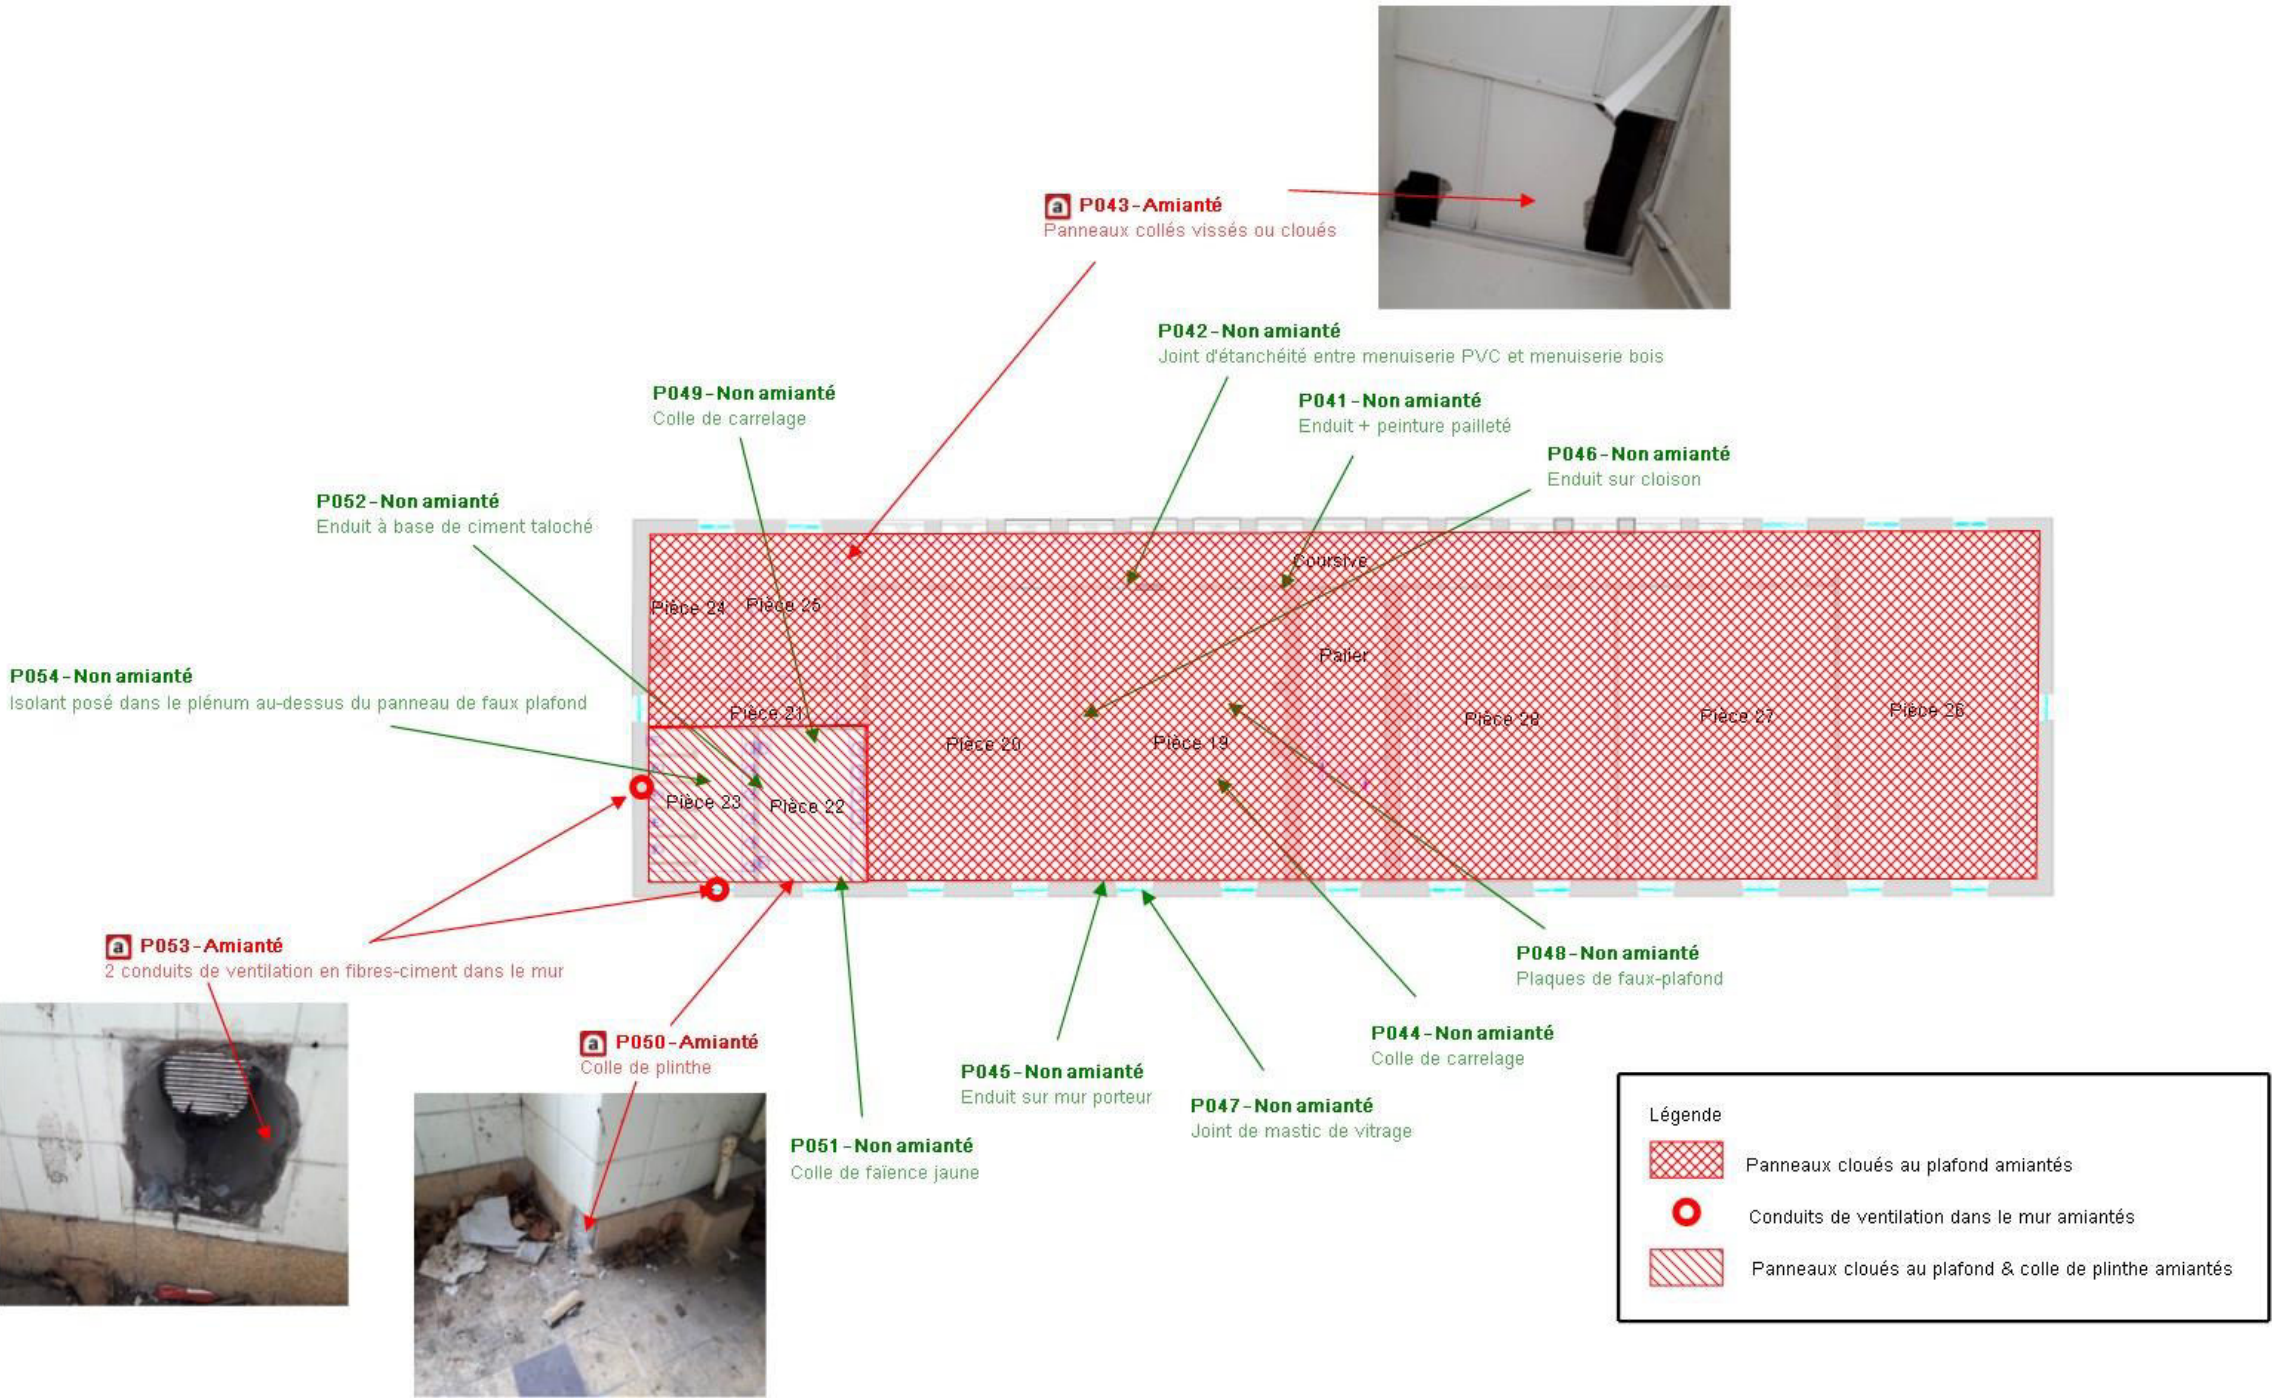 a P043-Amianté
Panneaux collés vissés ou cloués
P042-Non amianté
Joint d'étanchéité entre menuiserie PVC et menuiserie bois
P049-Non amianté
Colle de carrelage
P041-Non amianté
Enduit + peinture pailleté
P046-Non amianté
Enduit sur cloison
P052-Non amianté
Enduit à base de ciment taloché
Coursive
Pièce 24
Pièce 25
Palier
P054-Non amianté
Isolant posé dans le plénum au-dessus du panneau de faux plafond
Pièce 21
Pièce 20
Pièce 19
Pièce 28
Pièce 27
Pièce 26
Pièce 23
Pièce 22
a P053-Amianté
2 conduits de ventilation en fibres-ciment dans le mur
P048-Non amianté
Plaques de faux-plafond
a P050-Amianté
Colle de plinthe
P044-Non amianté
Colle de carrelage
P045-Non amianté
Enduit sur mur porteur
P047-Non amianté
Joint de mastic de vitrage
P051-Non amianté
Colle de faïence jaune
Légende
Panneaux cloués au plafond amiantés
Conduits de ventilation dans le mur amiantés
Panneaux cloués au plafond & colle de plinthe amiantés